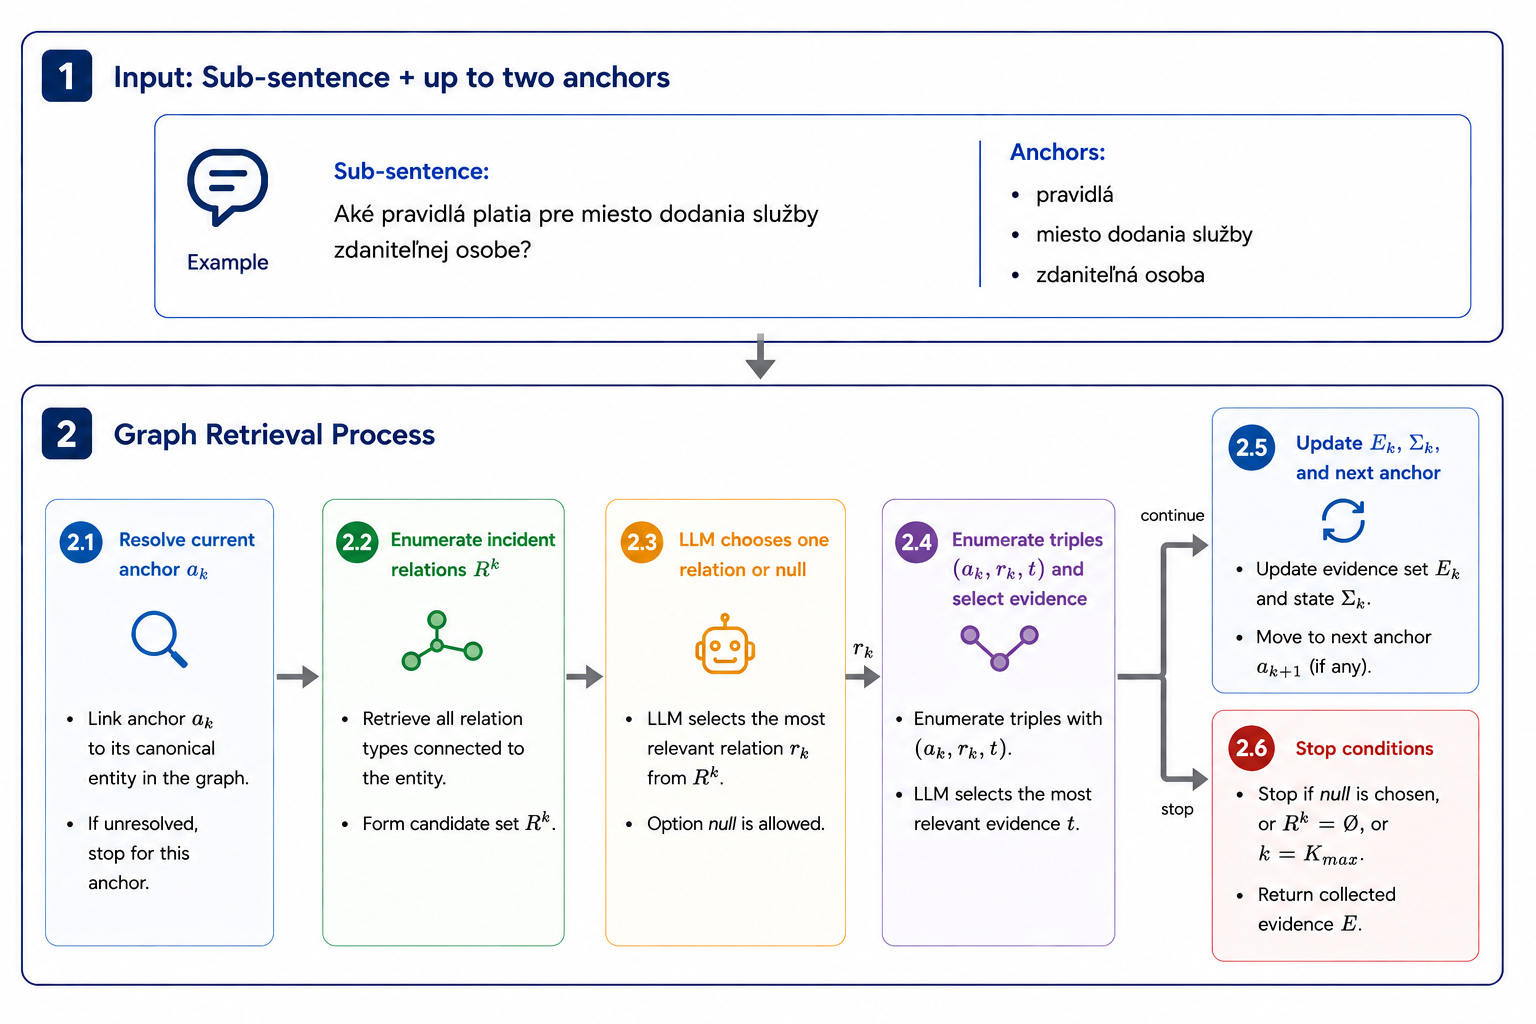 1
Input: Sub-sentence + up to two anchors
Example
Sub-sentence:
Aké pravidlá platia pre miesto dodania služby
zdaniteľnej osobe?
Anchors:
• pravidlá
• miesto dodania služby
• zdaniteľná osoba
2
Graph Retrieval Process
2.1
Resolve current
anchor a_k
• Link anchor a_k
to its canonical
entity in the graph.
• If unresolved,
stop for this
anchor.
2.2
Enumerate incident
relations R^k
• Retrieve all relation
types connected to
the entity.
• Form candidate set R^k.
2.3
LLM chooses one
relation or null
• LLM selects the most
relevant relation r_k
from R^k.
• Option null is allowed.
r_k
2.4
Enumerate triples
(a_k, r_k, t) and
select evidence
• Enumerate triples with
(a_k, r_k, t).
• LLM selects the most
relevant evidence t.
continue
stop
2.5
Update E_k, Σ_k,
and next anchor
• Update evidence set E_k
and state Σ_k.
• Move to next anchor
a_{k+1} (if any).
2.6
Stop conditions
• Stop if null is chosen,
or R^k = Ø, or
k = K_{max}.
• Return collected
evidence E.